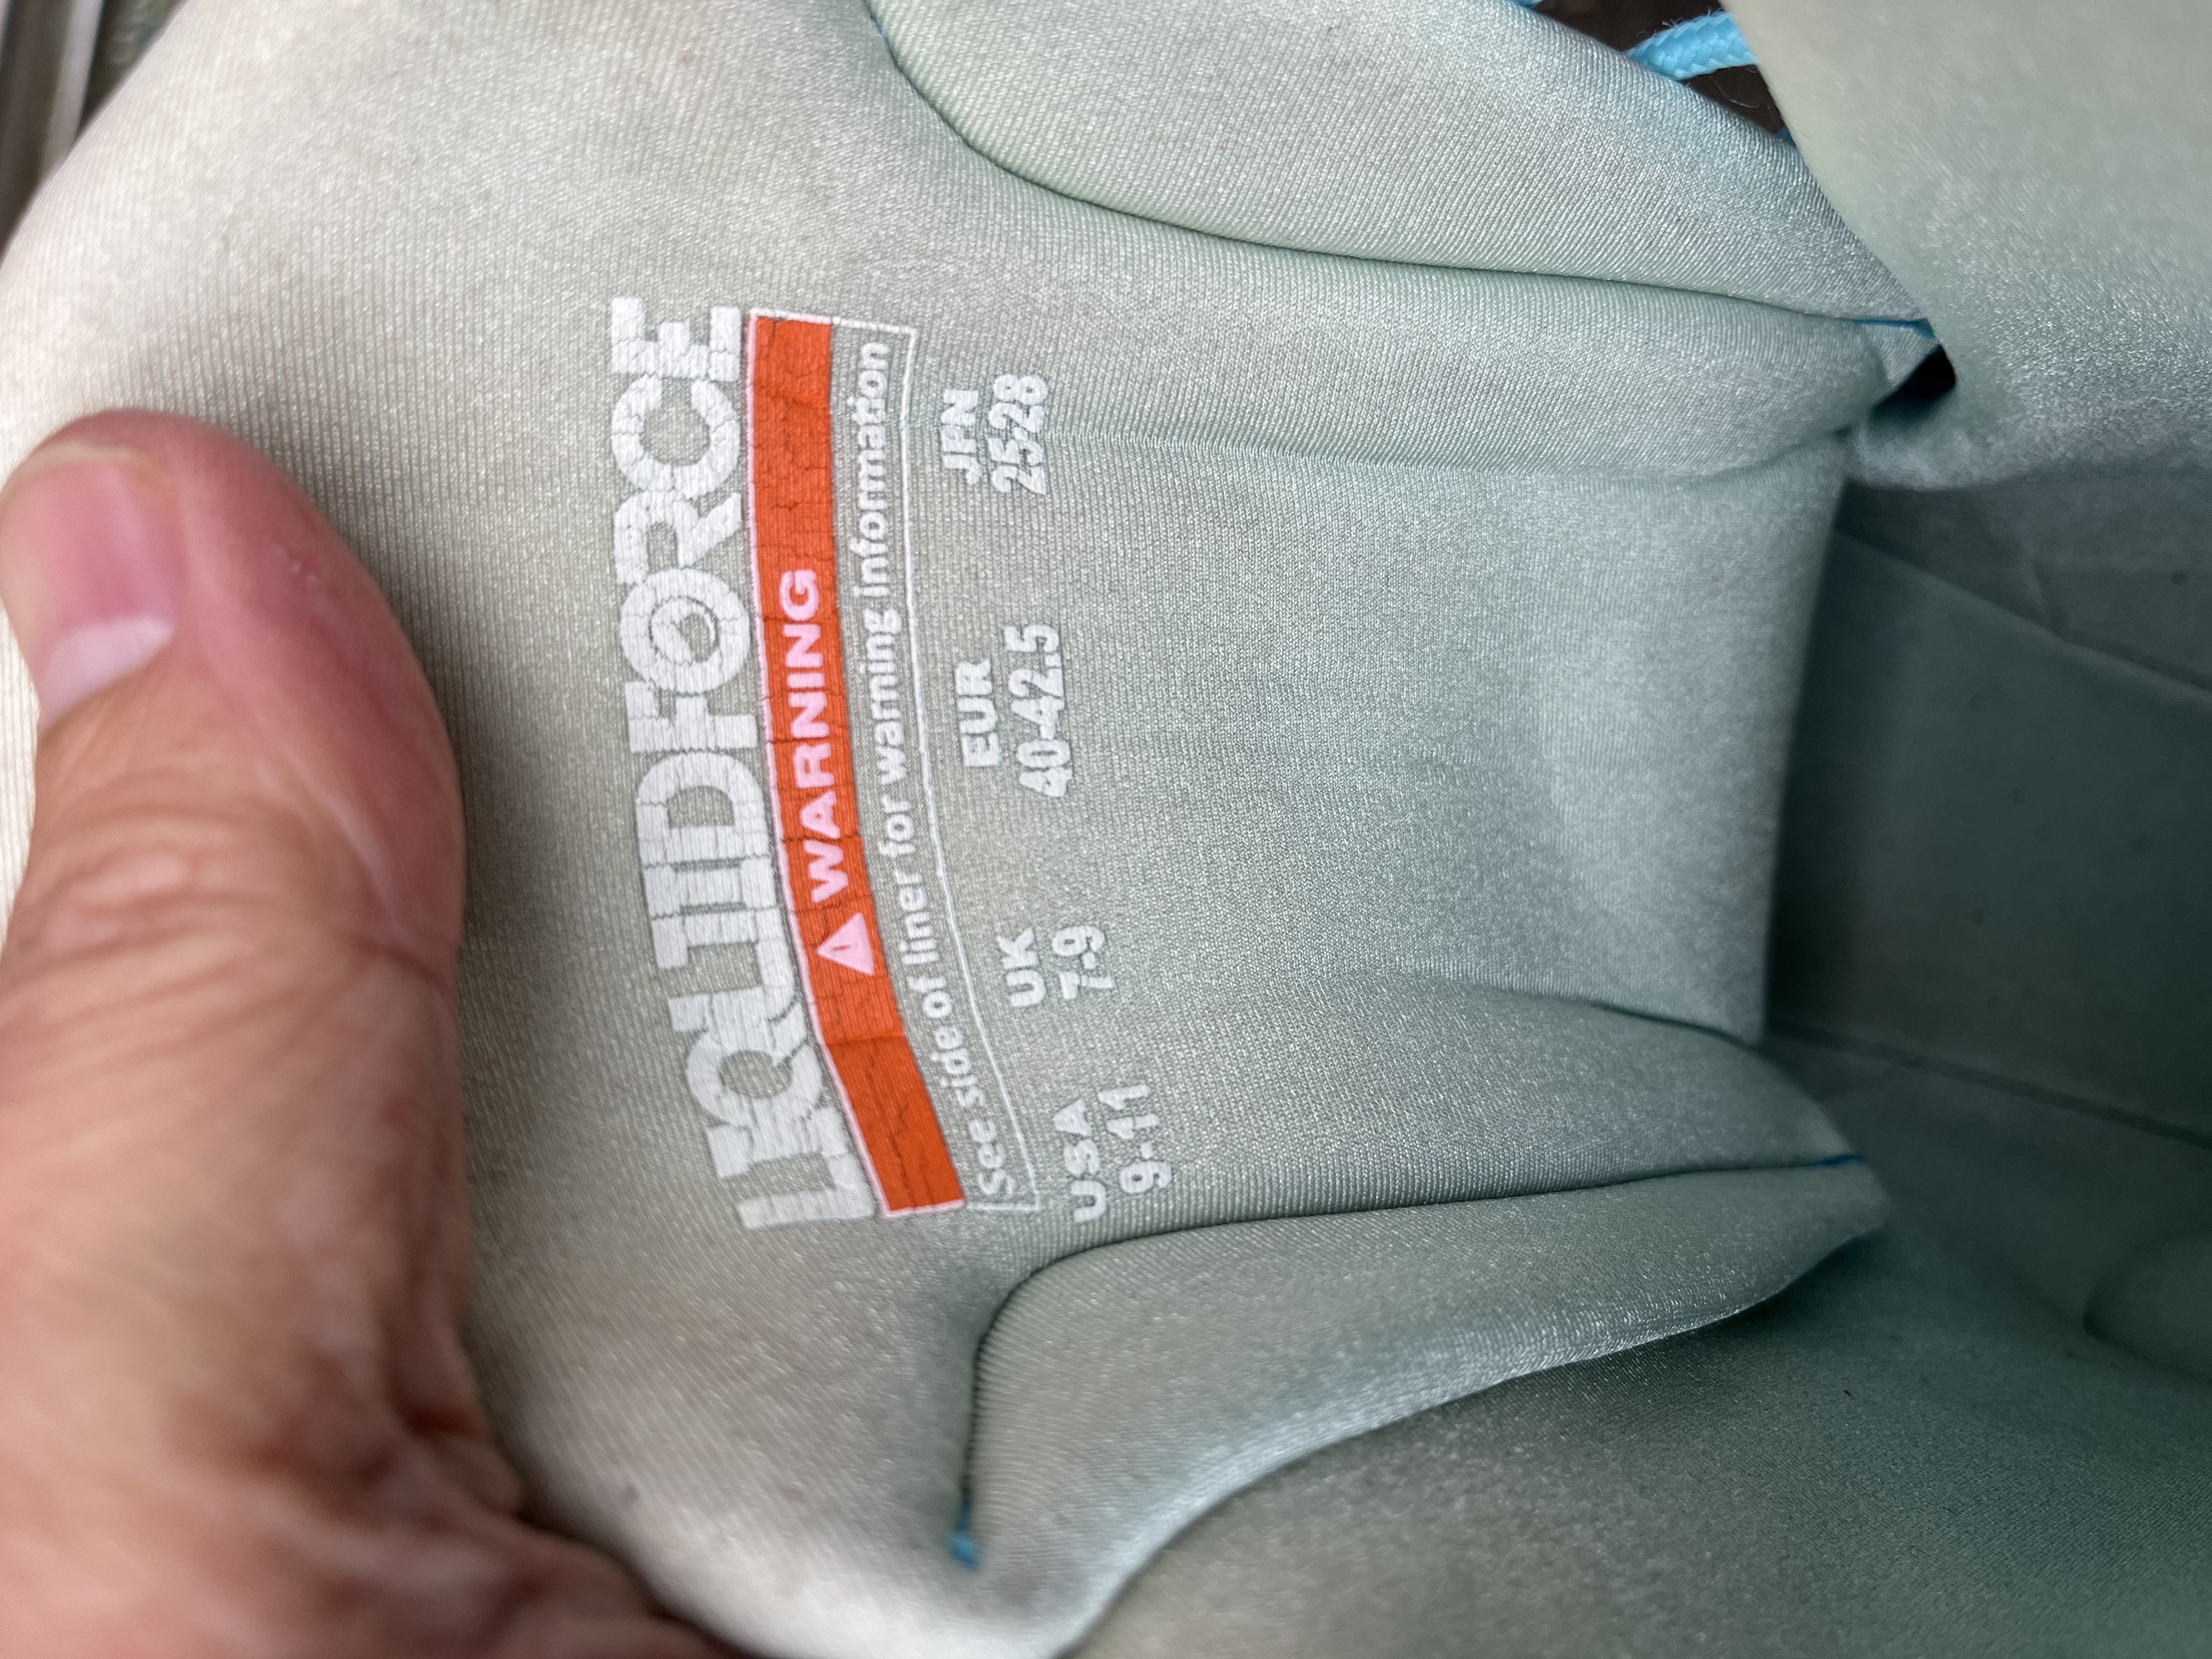 LIQUIDFORCE
WARNING
See side of liner for warning information
USA UK EUR JPN
9-11 7-9 40-42.5 25-28